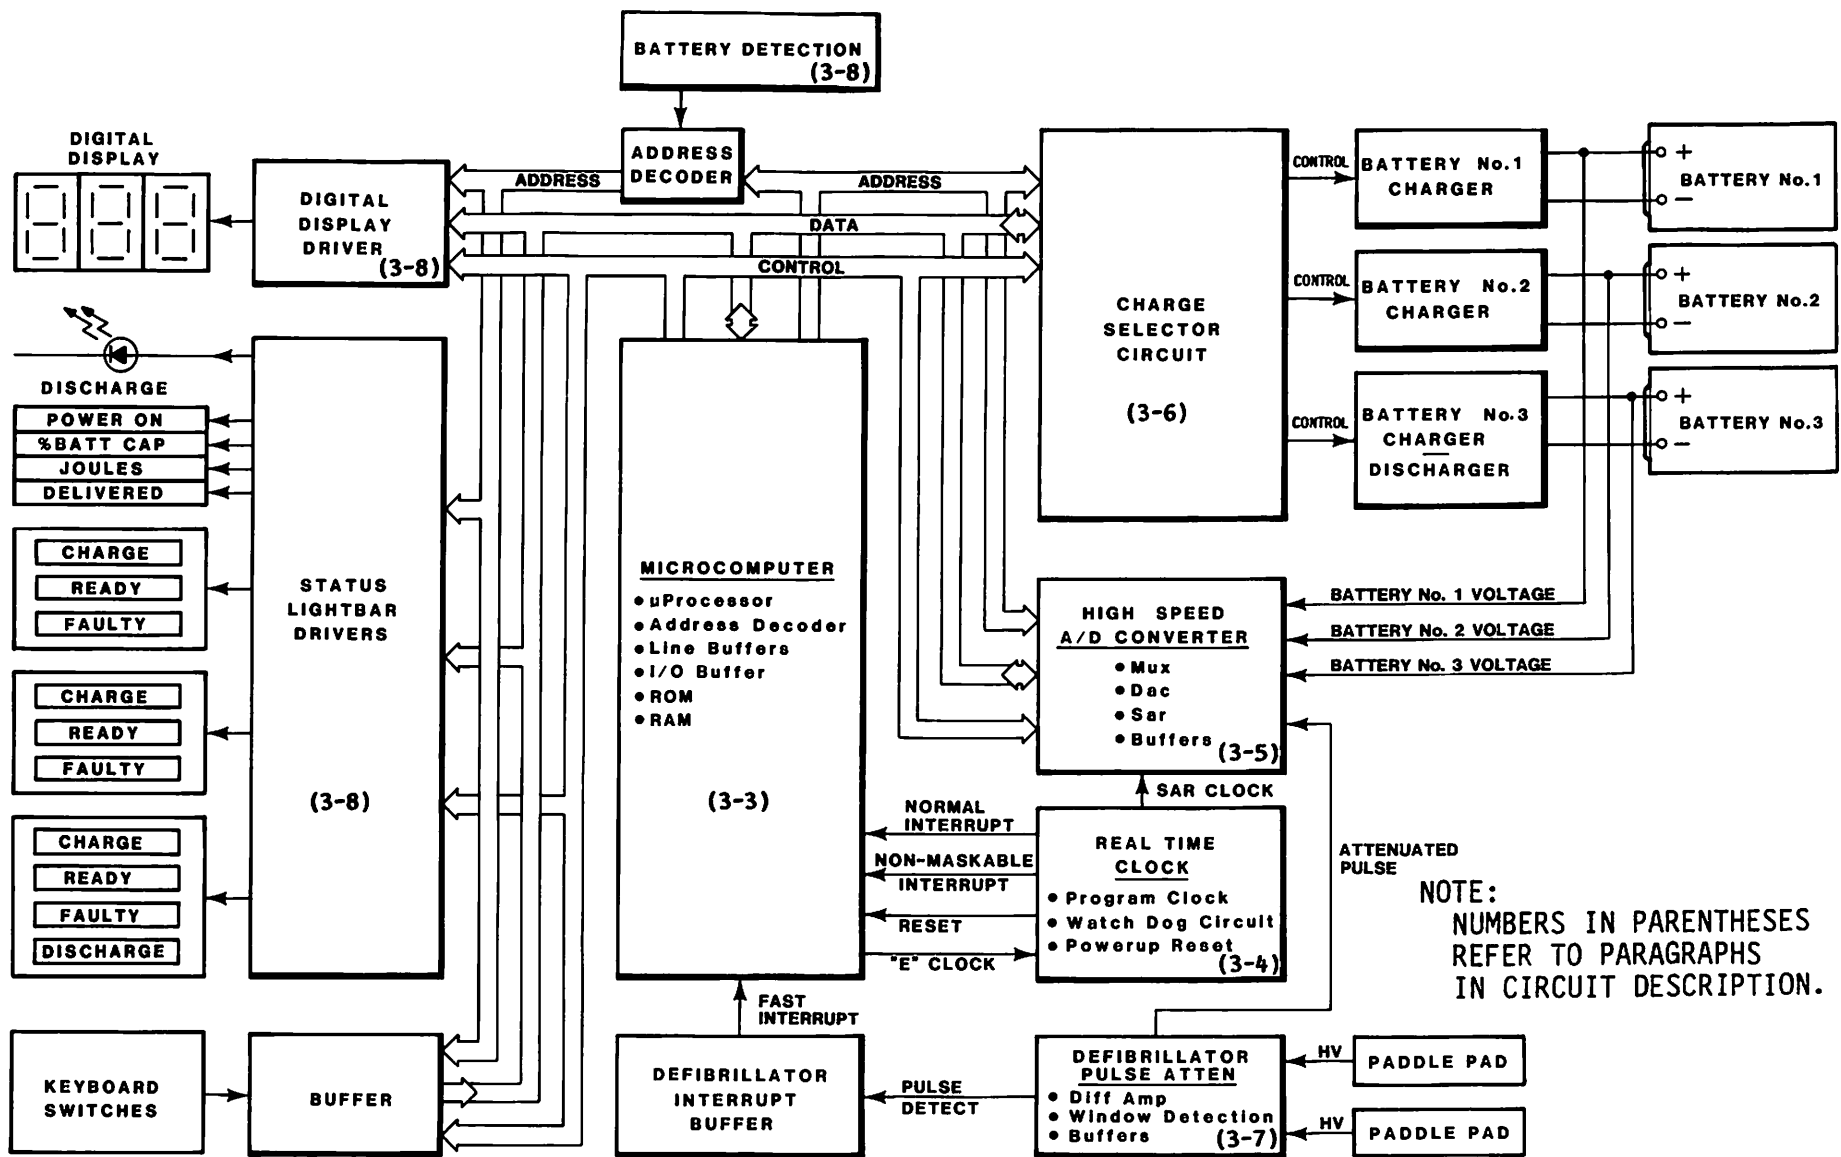 BATTERY DETECTION
(3-8)
DIGITAL
DISPLAY
DIGITAL
DISPLAY
DRIVER
(3-8)
ADDRESS
DECODER
ADDRESS
ADDRESS
DATA
CONTROL
CHARGE
SELECTOR
CIRCUIT
(3-6)
CONTROL
BATTERY No.1
CHARGER
+
BATTERY No.1
−
CONTROL
BATTERY No.2
CHARGER
+
BATTERY No.2
−
CONTROL
BATTERY No.3
CHARGER
—
DISCHARGER
+
BATTERY No.3
−
DISCHARGE
POWER ON
%BATT CAP
JOULES
DELIVERED
CHARGE
READY
FAULTY
CHARGE
READY
FAULTY
CHARGE
READY
FAULTY
DISCHARGE
STATUS
LIGHTBAR
DRIVERS
(3-8)
MICROCOMPUTER
• µProcessor
• Address Decoder
• Line Buffers
• I/O Buffer
• ROM
• RAM
(3-3)
HIGH SPEED
A/D CONVERTER
• Mux
• Dac
• Sar
• Buffers
(3-5)
BATTERY No. 1 VOLTAGE
BATTERY No. 2 VOLTAGE
BATTERY No. 3 VOLTAGE
SAR CLOCK
NORMAL
INTERRUPT
NON-MASKABLE
INTERRUPT
RESET
"E" CLOCK
REAL TIME
CLOCK
• Program Clock
• Watch Dog Circuit
• Powerup Reset
(3-4)
ATTENUATED
PULSE
NOTE:
NUMBERS IN PARENTHESES
REFER TO PARAGRAPHS
IN CIRCUIT DESCRIPTION.
KEYBOARD
SWITCHES
BUFFER
FAST
INTERRUPT
DEFIBRILLATOR
INTERRUPT
BUFFER
PULSE
DETECT
DEFIBRILLATOR
PULSE ATTEN
• Diff Amp
• Window Detection
• Buffers
(3-7)
HV
PADDLE PAD
HV
PADDLE PAD